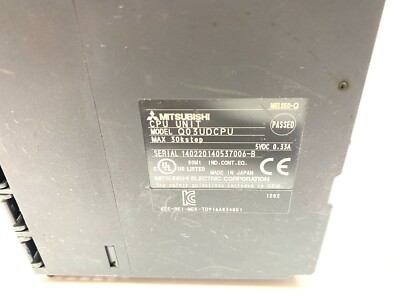 MELSEC-Q
MITSUBISHI
CPU UNIT
MODEL Q03UDCPU
PASSED
MAX 30kstep
5VDC 0.33A
SERIAL 140220140537006-B
80M1 IND.CONT.EQ.
UL US LISTED MADE IN JAPAN
MITSUBISHI ELECTRIC CORPORATION